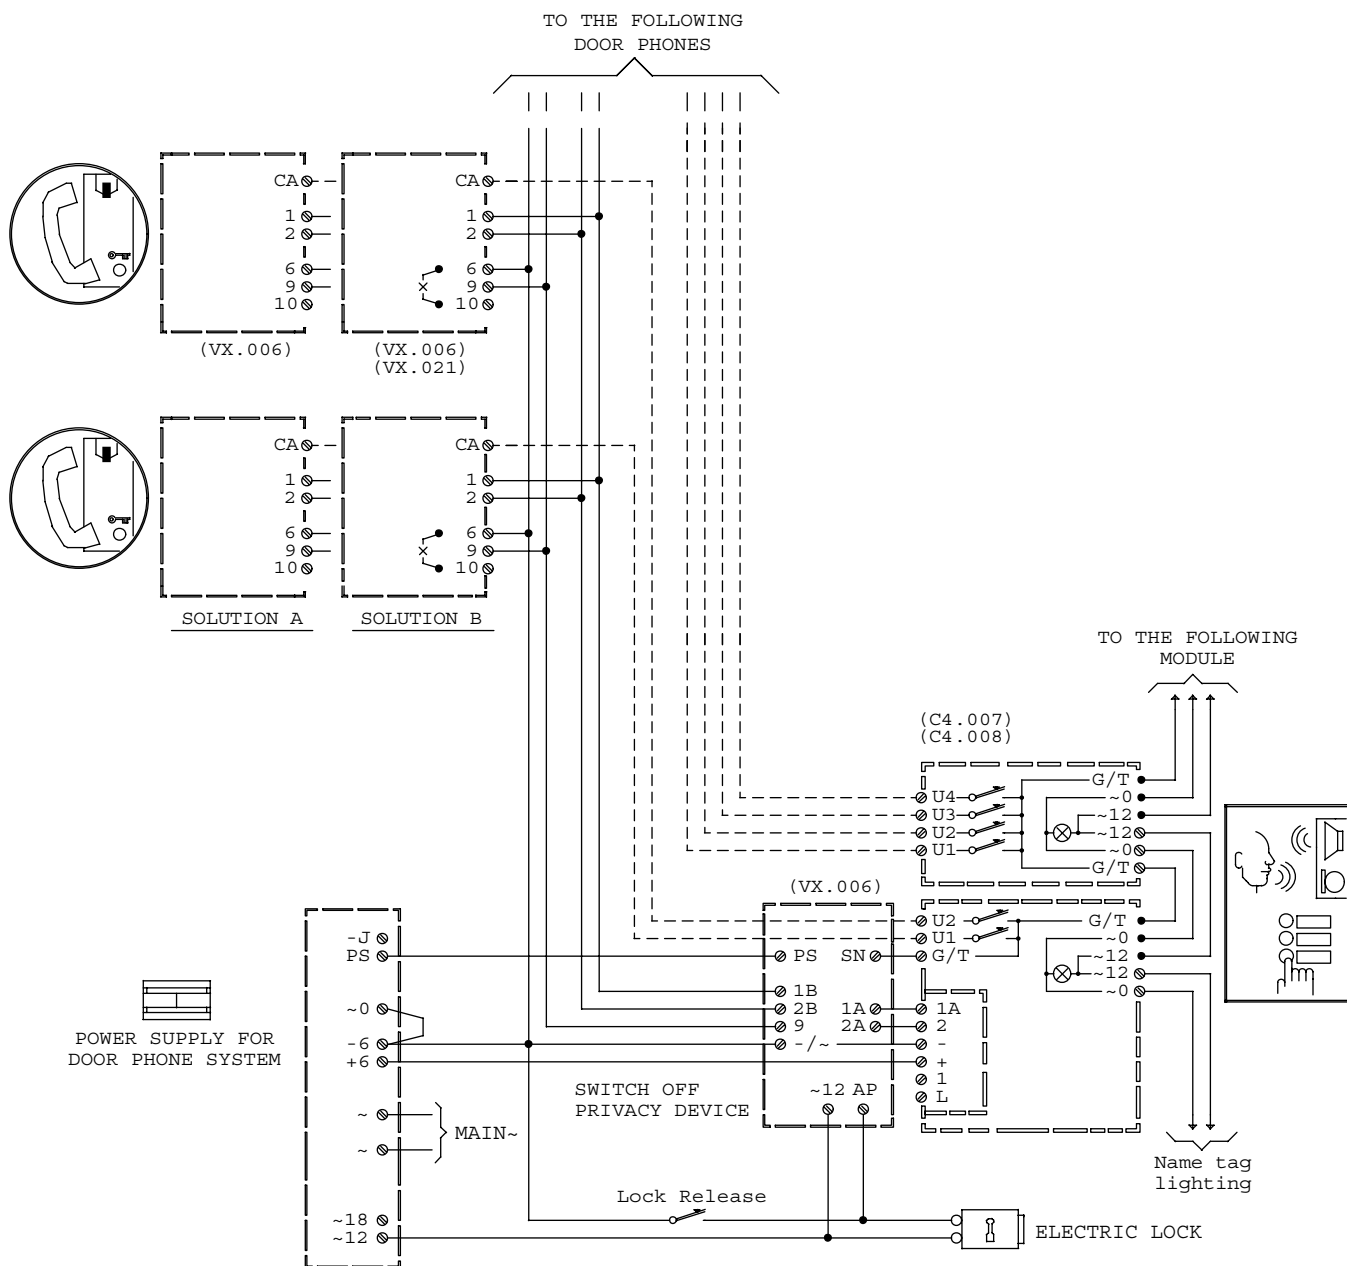 TO THE FOLLOWING
DOOR PHONES
CA
1
2
6
9
10
(VX.006)
CA
1
2
6
9
10
(VX.006)
(VX.021)
CA
1
2
6
9
10
SOLUTION A
CA
1
2
6
9
10
SOLUTION B
TO THE FOLLOWING
MODULE
(C4.007)
(C4.008)
U4
U3
U2
U1
G/T
~0
~12
~12
~0
G/T
(VX.006)
PS
1B
2B
9
-/~
SN
1A
2A
~12 AP
U2
U1
G/T
1A
2
-
+
1
L
G/T
~0
~12
~12
~0
-J
PS
~0
-6
+6
~
~
~18
~12
POWER SUPPLY FOR
DOOR PHONE SYSTEM
MAIN~
SWITCH OFF
PRIVACY DEVICE
Name tag
lighting
Lock Release
ELECTRIC LOCK